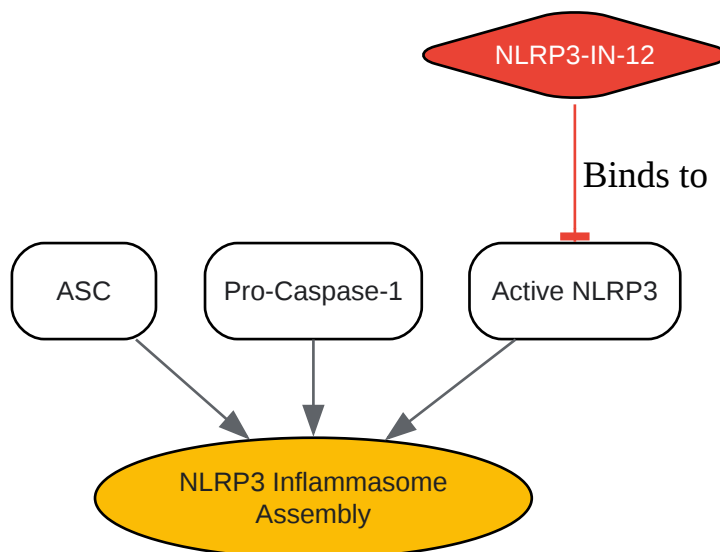 NLRP3-IN-12
Binds to
ASC
Pro-Caspase-1
Active NLRP3
NLRP3 Inflammasome
Assembly